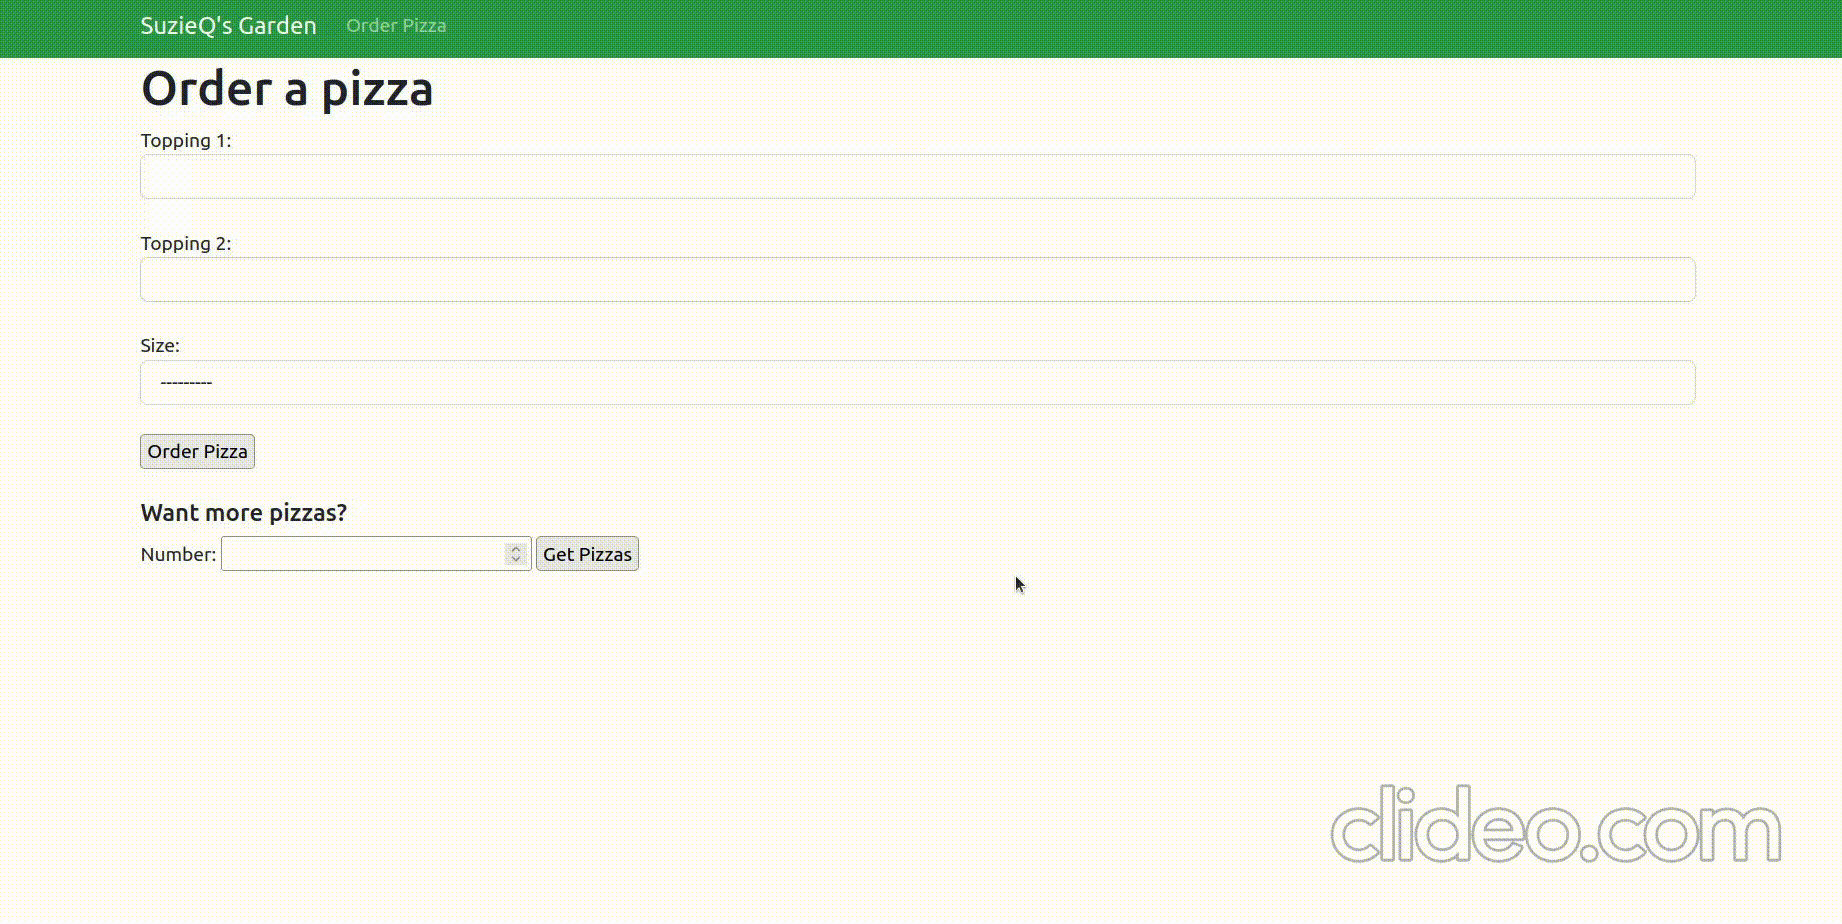 SuzieQ's Garden Order Pizza
Order a pizza
Topping 1:
Topping 2:
Size:
---------
Order Pizza
Want more pizzas?
Number: Get Pizzas
clideo.com